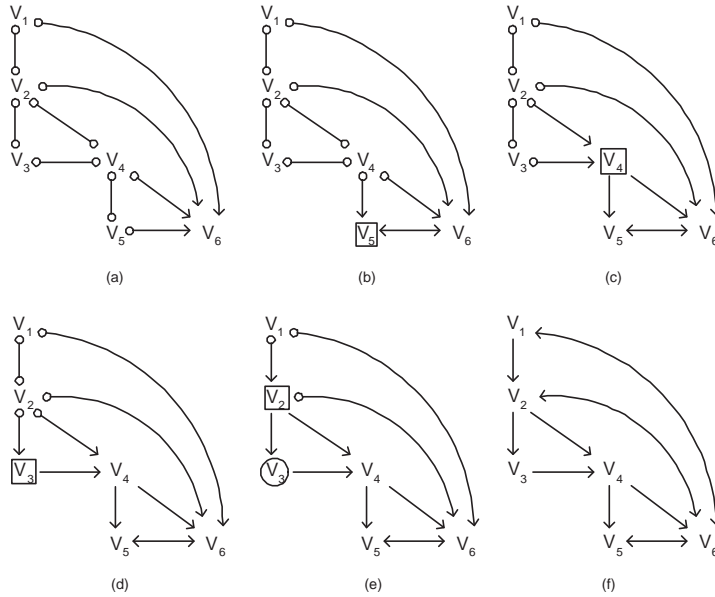 V1 V1 V1
V2 V2 V2
V3 V4 V3 V4 V3 V4
V5 V6 V5 V6 V5 V6
(a) (b) (c)
V1 V1 V1
V2 V2 V2
V3 V4 V3 V4 V3 V4
V5 V6 V5 V6 V5 V6
(d) (e) (f)